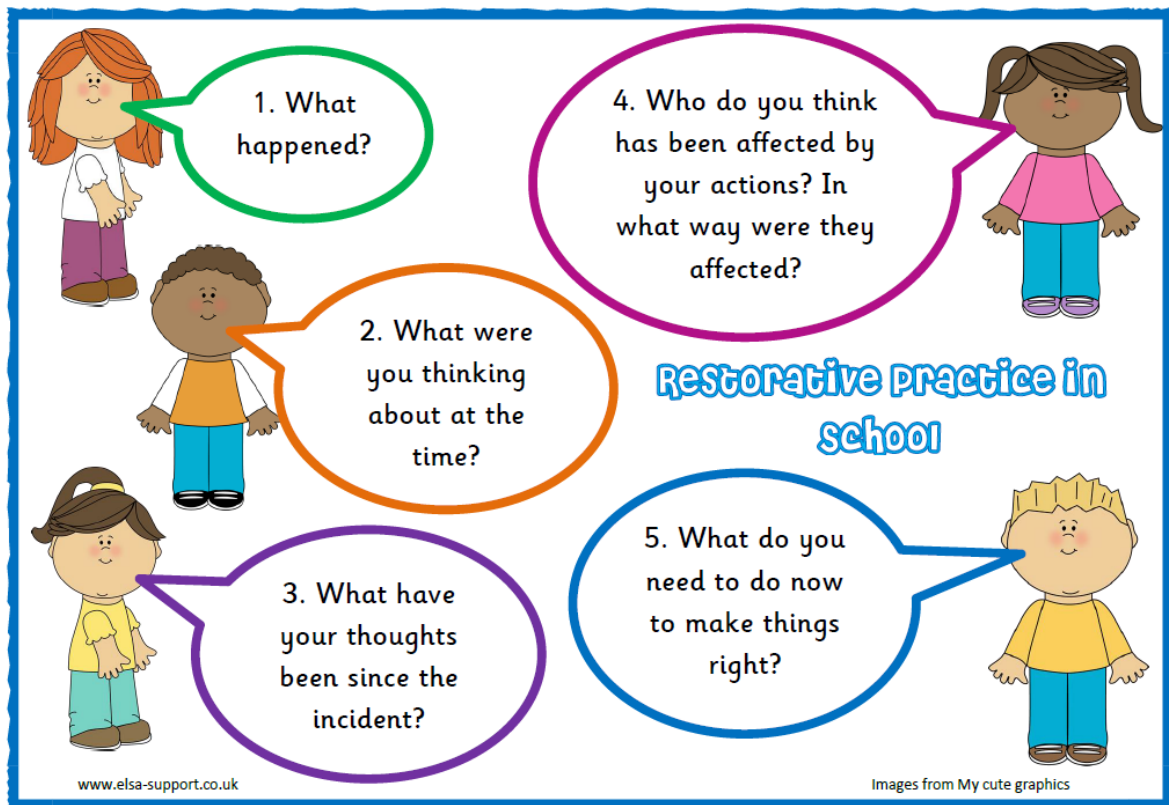 1. What
happened?
2. What were
you thinking
about at the
time?
3. What have
your thoughts
been since the
incident?
4. Who do you think
has been affected by
your actions? In
what way were they
affected?
Restorative Practice in
school
5. What do you
need to do now
to make things
right?
www.elsa-support.co.uk
Images from My cute graphics